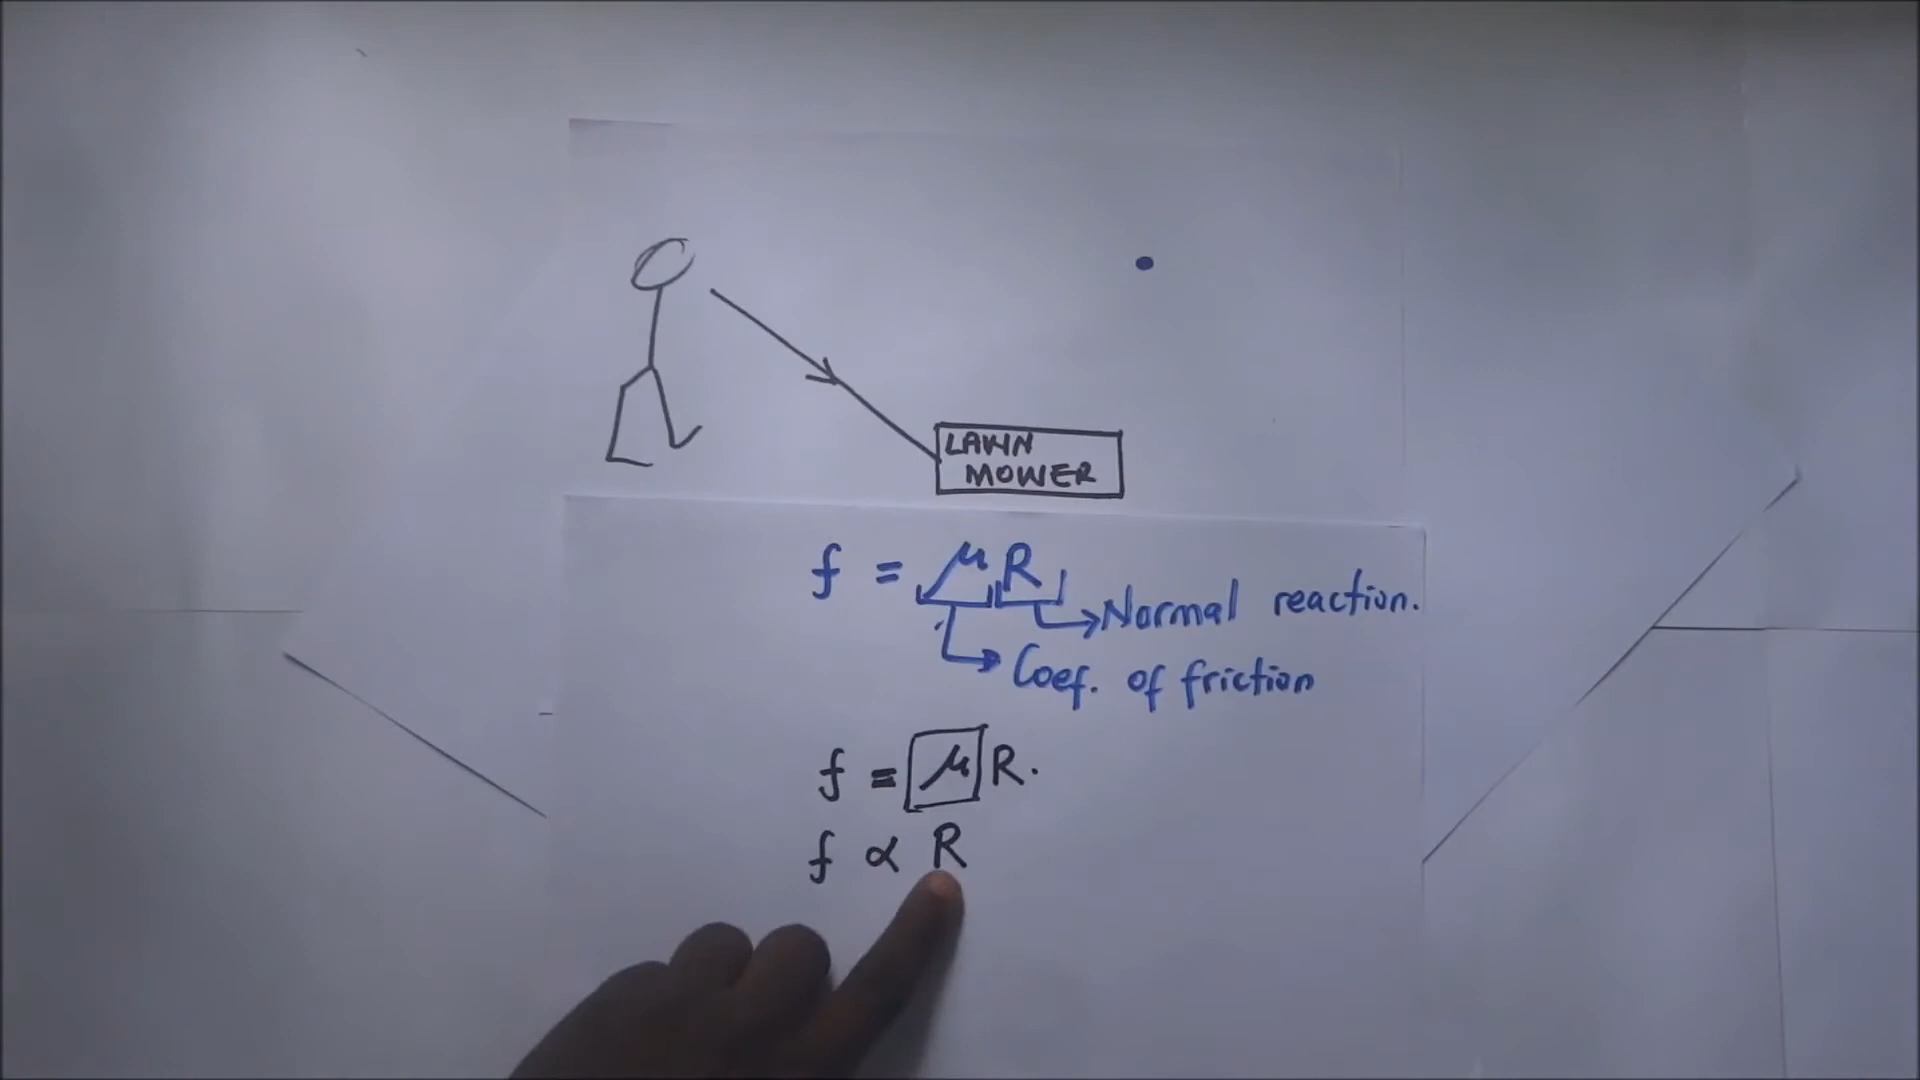 LAWN
MOWER
f = μR
Normal reaction.
Coef. of friction
f = μR.
f ∝ R